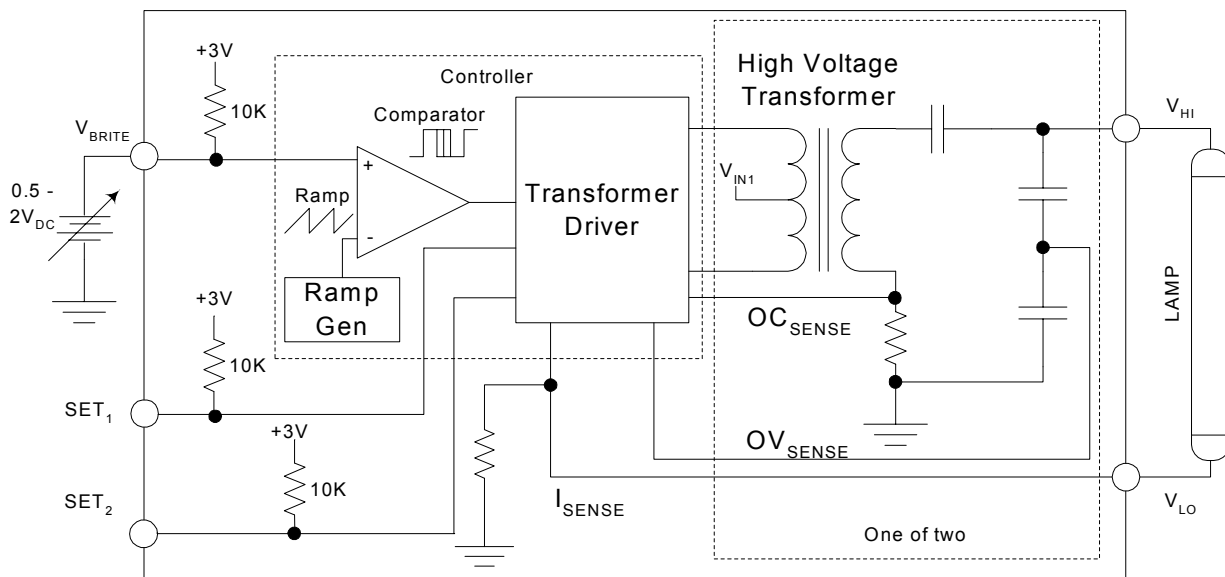 +3V
10K
V_BRITE
0.5 -
2V_DC
Controller
Comparator
+
Ramp
-
Ramp
Gen
Transformer
Driver
High Voltage
Transformer
V_IN1
V_HI
LAMP
OC_SENSE
+3V
10K
SET_1
+3V
10K
SET_2
OV_SENSE
I_SENSE
V_LO
One of two